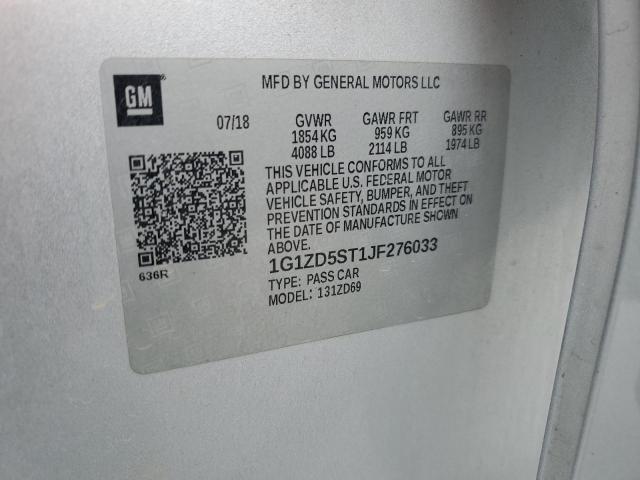 GM
MFD BY GENERAL MOTORS LLC
07/18 GVWR GAWR FRT GAWR RR
1854 KG 959 KG 895 KG
4088 LB 2114 LB 1974 LB
THIS VEHICLE CONFORMS TO ALL
APPLICABLE U.S. FEDERAL MOTOR
VEHICLE SAFETY, BUMPER, AND THEFT
PREVENTION STANDARDS IN EFFECT ON
THE DATE OF MANUFACTURE SHOWN
ABOVE.
636R
1G1ZD5ST1JF276033
TYPE: PASS CAR
MODEL: 131ZD69